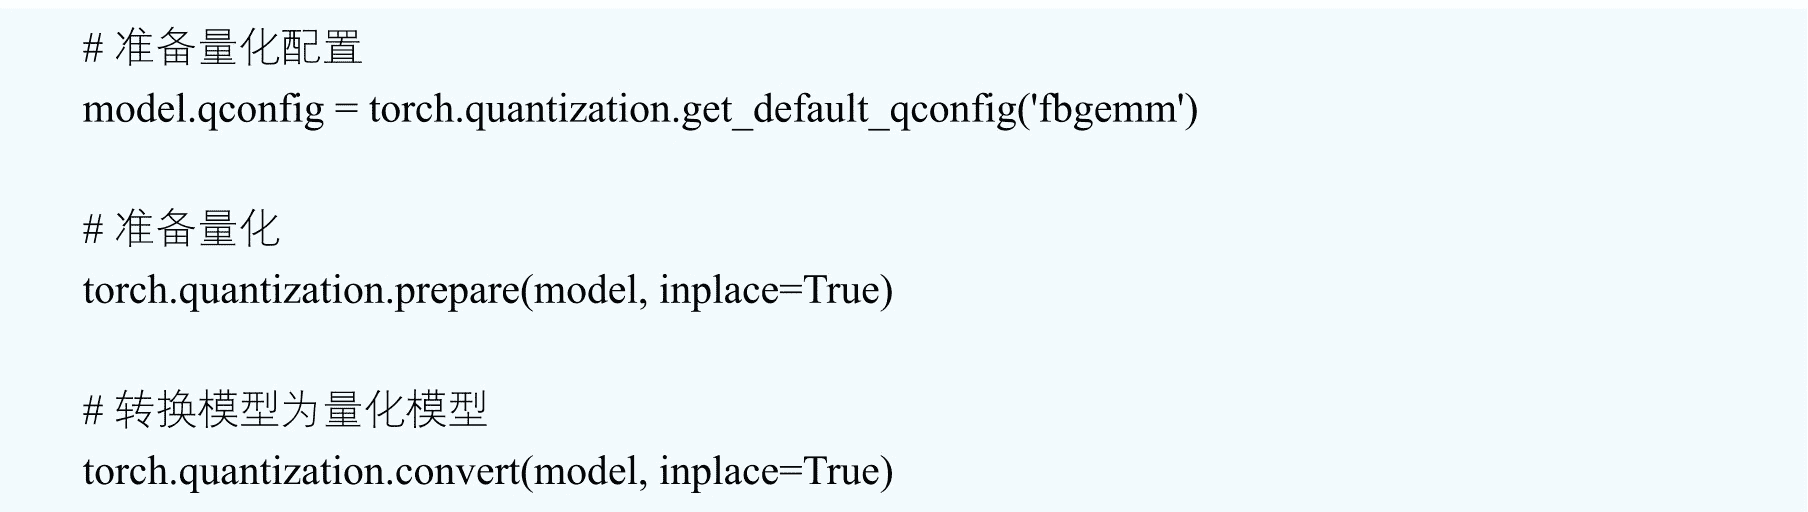 # 准备量化配置
model.qconfig = torch.quantization.get_default_qconfig('fbgemm')
# 准备量化
torch.quantization.prepare(model, inplace=True)
# 转换模型为量化模型
torch.quantization.convert(model, inplace=True)